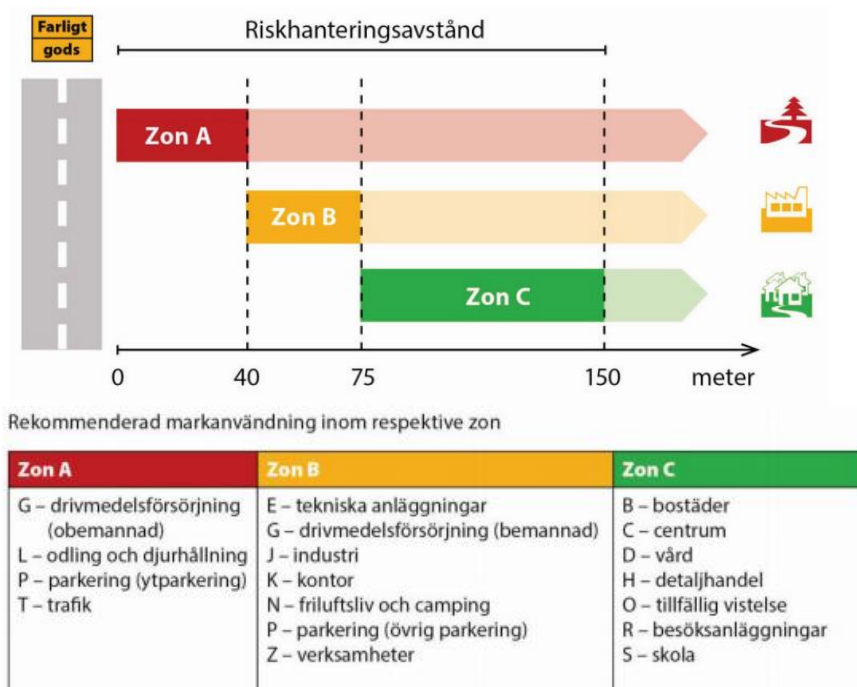 Farligt
gods
Riskhanteringsavstånd
Zon A
Zon B
Zon C
0 40 75 150 meter
Rekommenderad markanvändning inom respektive zon
Zon A
G – drivmedelsförsörjning
(obemannad)
L – odling och djurhållning
P – parkering (ytparkering)
T – trafik
Zon B
E – tekniska anläggningar
G – drivmedelsförsörjning (bemannad)
J – industri
K – kontor
N – friluftsliv och camping
P – parkering (övrig parkering)
Z – verksamheter
Zon C
B – bostäder
C – centrum
D – vård
H – detaljhandel
O – tillfällig vistelse
R – besöksanläggningar
S – skola